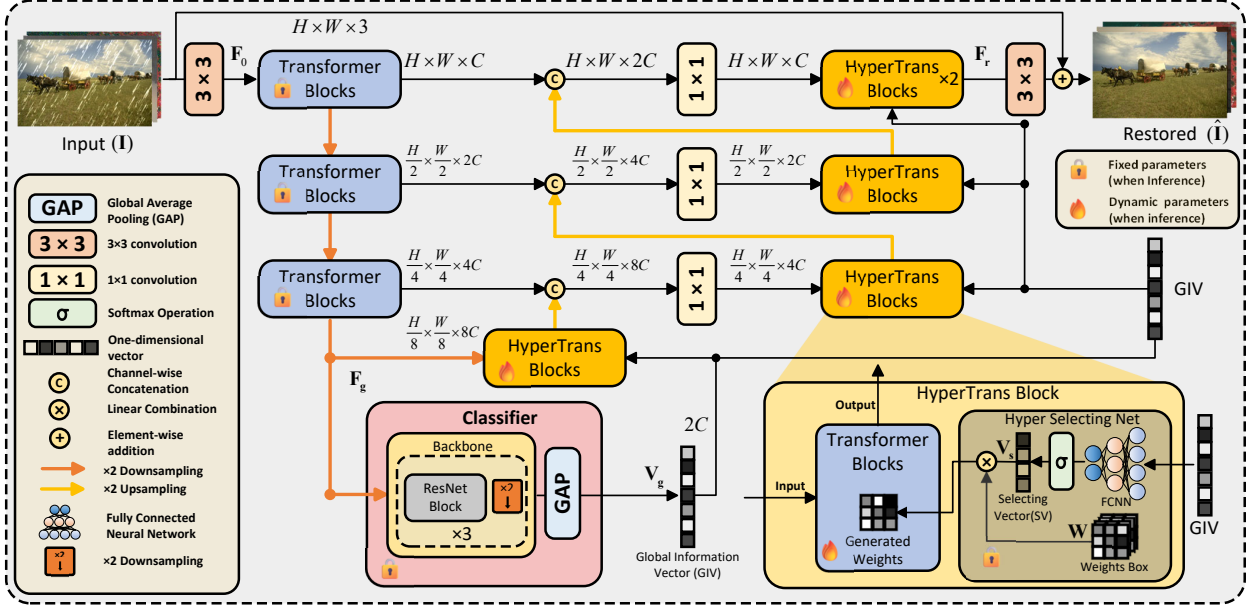 H × W × 3
3 × 3
F₀
Transformer
Blocks
H × W × C
C
H × W × 2C
1 × 1
H × W × C
HyperTrans
Blocks
×2
F_r
3 × 3
+
Input (I)
Restored (Î)
Transformer
Blocks
H/2 × W/2 × 2C
C
H/2 × W/2 × 4C
1 × 1
H/2 × W/2 × 2C
HyperTrans
Blocks
Fixed parameters
(when Inference)
Dynamic parameters
(when inference)
Transformer
Blocks
H/4 × W/4 × 4C
C
H/4 × W/4 × 8C
1 × 1
H/4 × W/4 × 4C
HyperTrans
Blocks
GIV
H/8 × W/8 × 8C
HyperTrans
Blocks
F_g
GAP
Global Average
Pooling (GAP)
3 × 3
3×3 convolution
1 × 1
1×1 convolution
σ
Softmax Operation
One-dimensional
vector
C
Channel-wise
Concatenation
×
Linear Combination
+
Element-wise
addition
×2 Downsampling
×2 Upsampling
Fully Connected
Neural Network
×2
×2 Downsampling
Classifier
Backbone
ResNet
Block
×2
×3
GAP
V_g
2C
Global Information
Vector (GIV)
HyperTrans Block
Output
Input
Transformer
Blocks
Generated
Weights
Hyper Selecting Net
×
V_s
σ
FCNN
Selecting
Vector(SV)
W
Weights Box
GIV